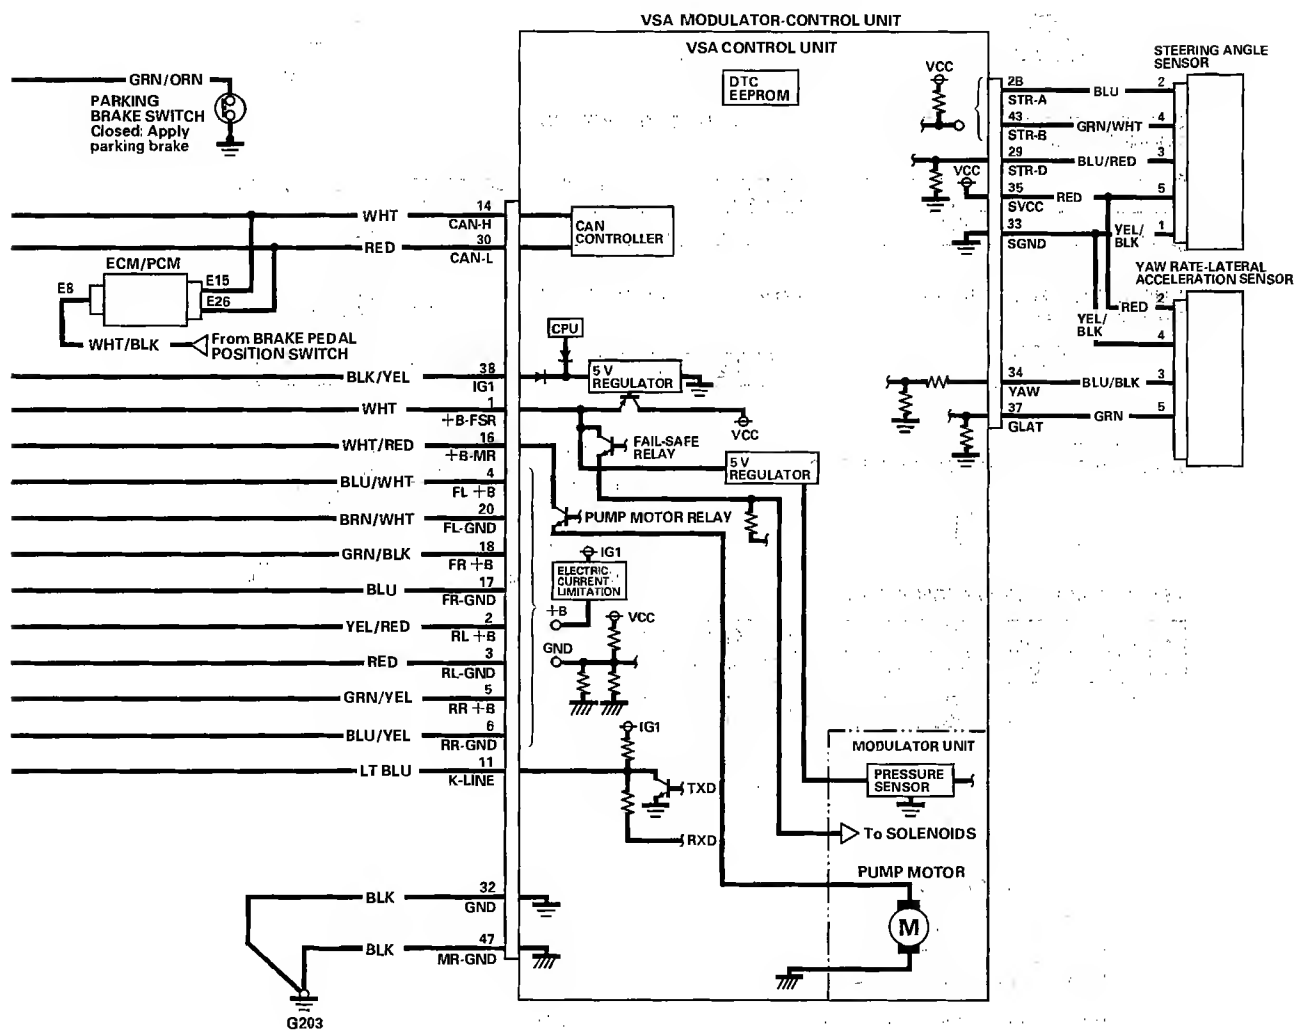 VSA MODULATOR-CONTROL UNIT
VSA CONTROL UNIT
DTC
EEPROM
GRN/ORN
PARKING
BRAKE SWITCH
Closed: Apply
parking brake
WHT
14
CAN-H
RED
30
CAN-L
CAN
CONTROLLER
ECM/PCM
E8
E15
E26
WHT/BLK
From BRAKE PEDAL
POSITION SWITCH
CPU
BLK/YEL
38
IG1
5 V
REGULATOR
WHT
1
+B-FSR
VCC
WHT/RED
16
+B-MR
FAIL-SAFE
RELAY
5 V
REGULATOR
BLU/WHT
4
FL +B
BRN/WHT
20
FL-GND
PUMP MOTOR RELAY
GRN/BLK
18
FR +B
IG1
ELECTRIC
CURRENT
LIMITATION
BLU
17
FR-GND
+B
YEL/RED
2
RL +B
VCC
GND
RED
3
RL-GND
GRN/YEL
5
RR +B
BLU/YEL
6
RR-GND
IG1
LT BLU
11
K-LINE
TXD
RXD
BLK
32
GND
BLK
47
MR-GND
G203
MODULATOR UNIT
PRESSURE
SENSOR
To SOLENOIDS
PUMP MOTOR
M
STEERING ANGLE
SENSOR
VCC
28
STR-A
BLU
2
43
STR-B
GRN/WHT
4
29
STR-D
BLU/RED
3
VCC
35
SVCC
RED
5
33
SGND
YEL/
BLK
1
YAW RATE-LATERAL
ACCELERATION SENSOR
RED
2
YEL/
BLK
4
34
YAW
BLU/BLK
3
37
GLAT
GRN
5